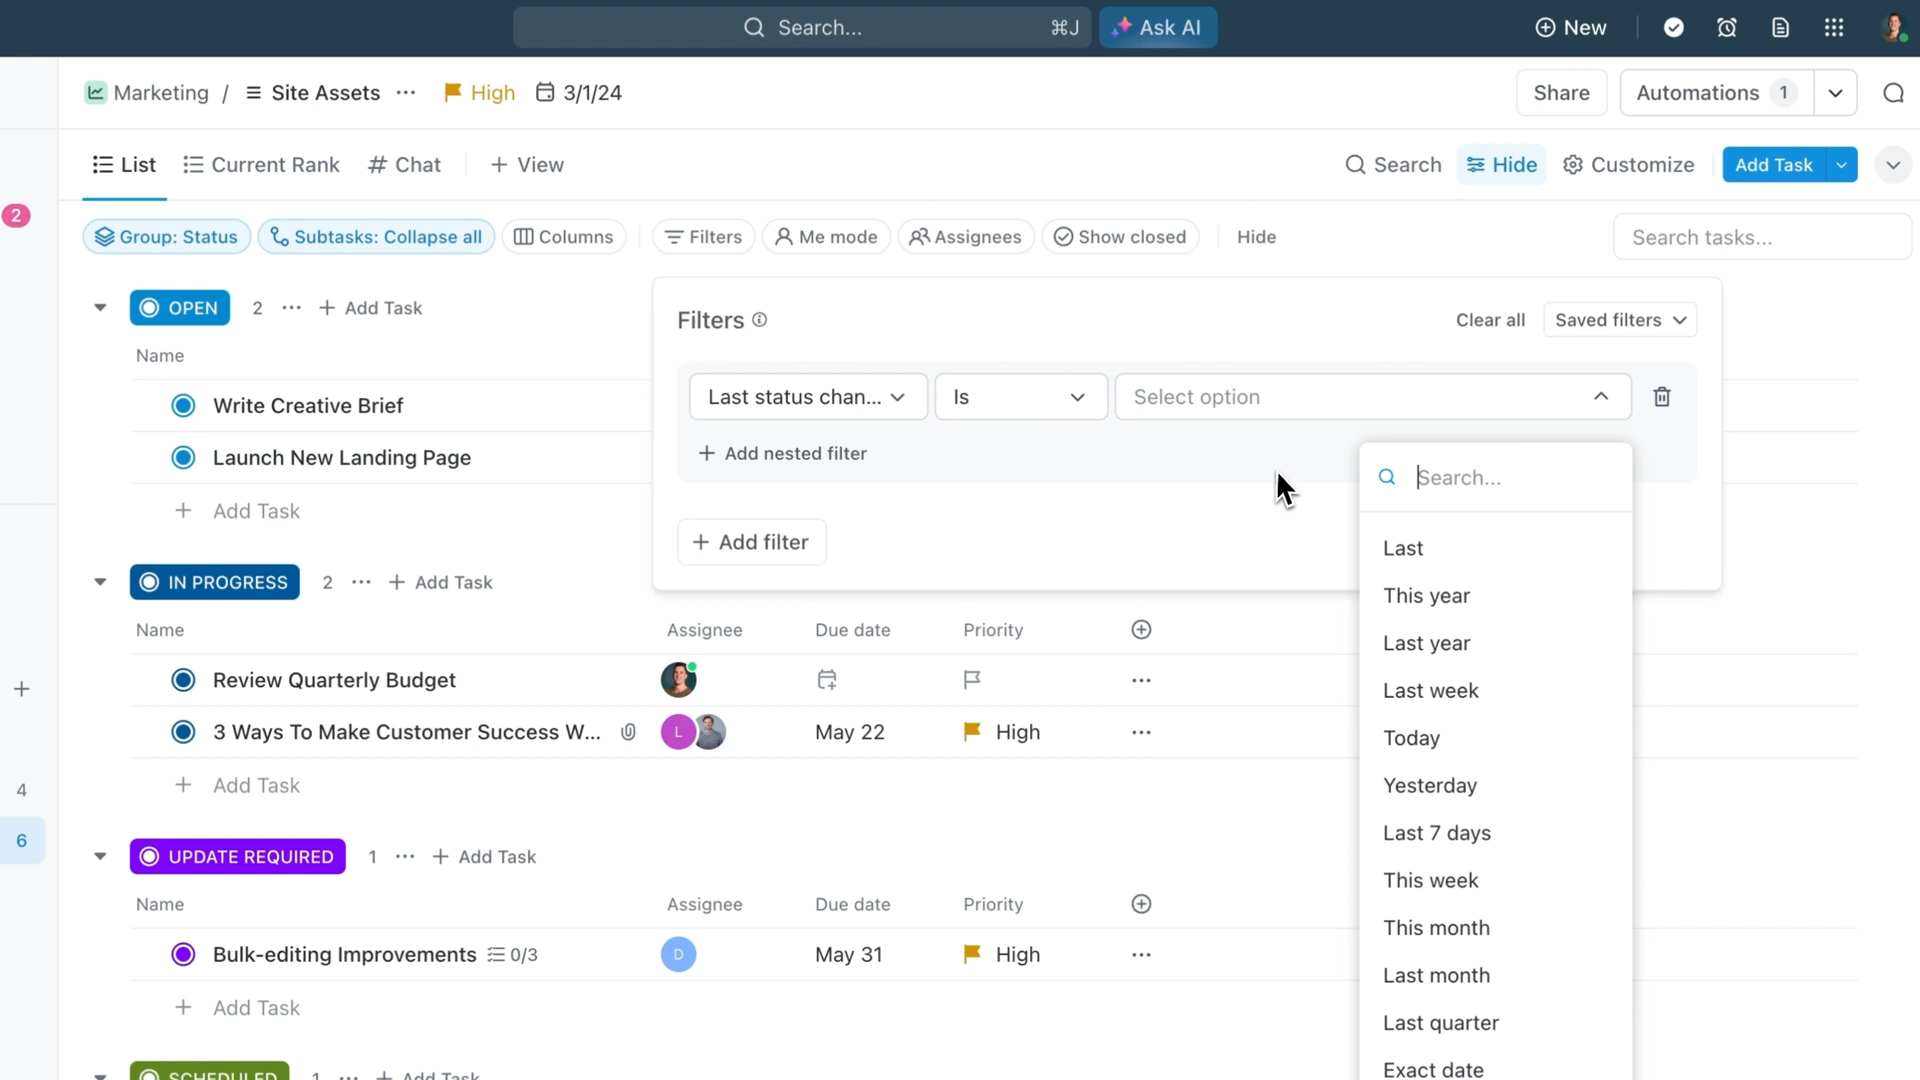 Search... ⌘J Ask AI New
Marketing / Site Assets ... High 3/1/24 Share Automations 1
List Current Rank # Chat + View Search Hide Customize Add Task
2
Group: Status Subtasks: Collapse all Columns Filters Me mode Assignees Show closed Hide Search tasks...
OPEN 2 ... + Add Task
Filters Clear all Saved filters
Name
Last status chan... Is Select option
Write Creative Brief
+ Add nested filter
Launch New Landing Page
Search...
+ Add Task
+ Add filter
Last
IN PROGRESS 2 ... + Add Task
This year
Name Assignee Due date Priority
Last year
Review Quarterly Budget ...
Last week
3 Ways To Make Customer Success W... L May 22 High ...
Today
+ Add Task
Yesterday
4
Last 7 days
6
UPDATE REQUIRED 1 ... + Add Task
This week
Name Assignee Due date Priority
This month
Bulk-editing Improvements 0/3 D May 31 High ...
Last month
+ Add Task
Last quarter
SCHEDULED 1 ... + Add Task
Exact date